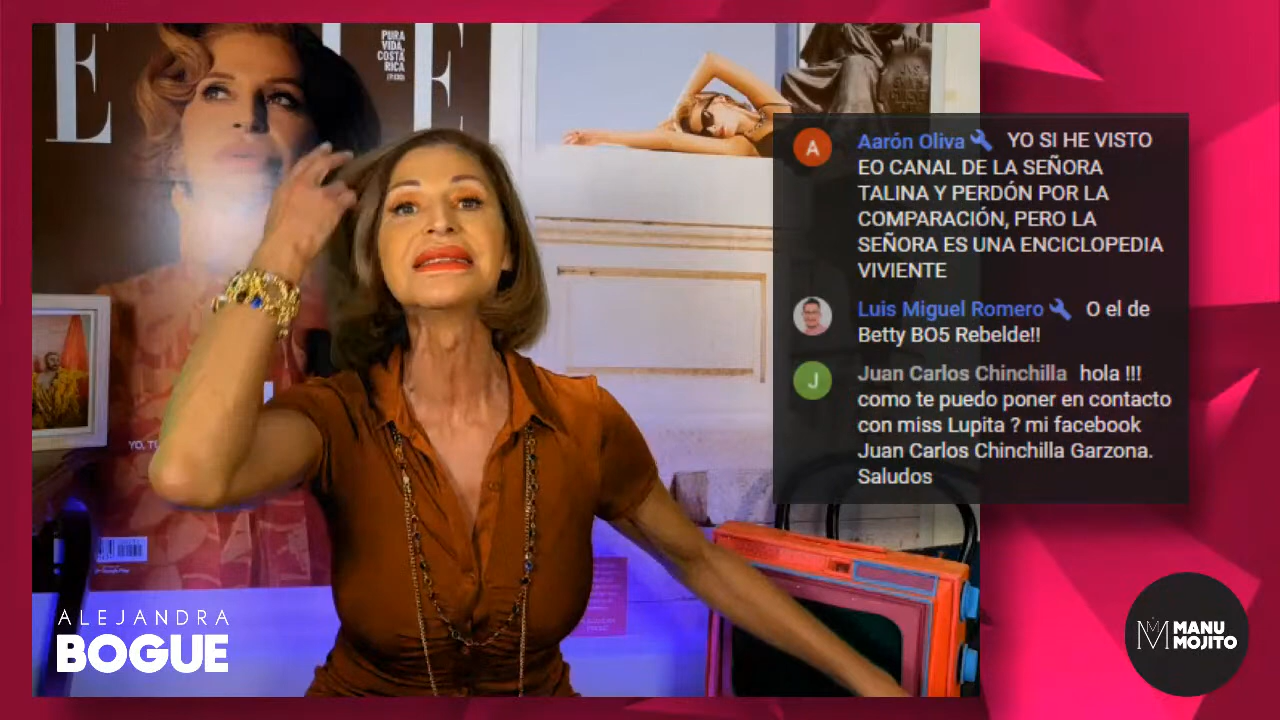 E
E
PURA
VIDA,
COSTA
RICA
Aarón Oliva YO SI HE VISTO
EO CANAL DE LA SEÑORA
TALINA Y PERDÓN POR LA
COMPARACIÓN, PERO LA
SEÑORA ES UNA ENCICLOPEDIA
VIVIENTE
Luis Miguel Romero O el de
Betty BO5 Rebelde!!
Juan Carlos Chinchilla hola !!!
como te puedo poner en contacto
con miss Lupita ? mi facebook
Juan Carlos Chinchilla Garzona.
Saludos
A
J
YO, TU
ALEJANDRA
BOGUE
M MANU
MOJITO